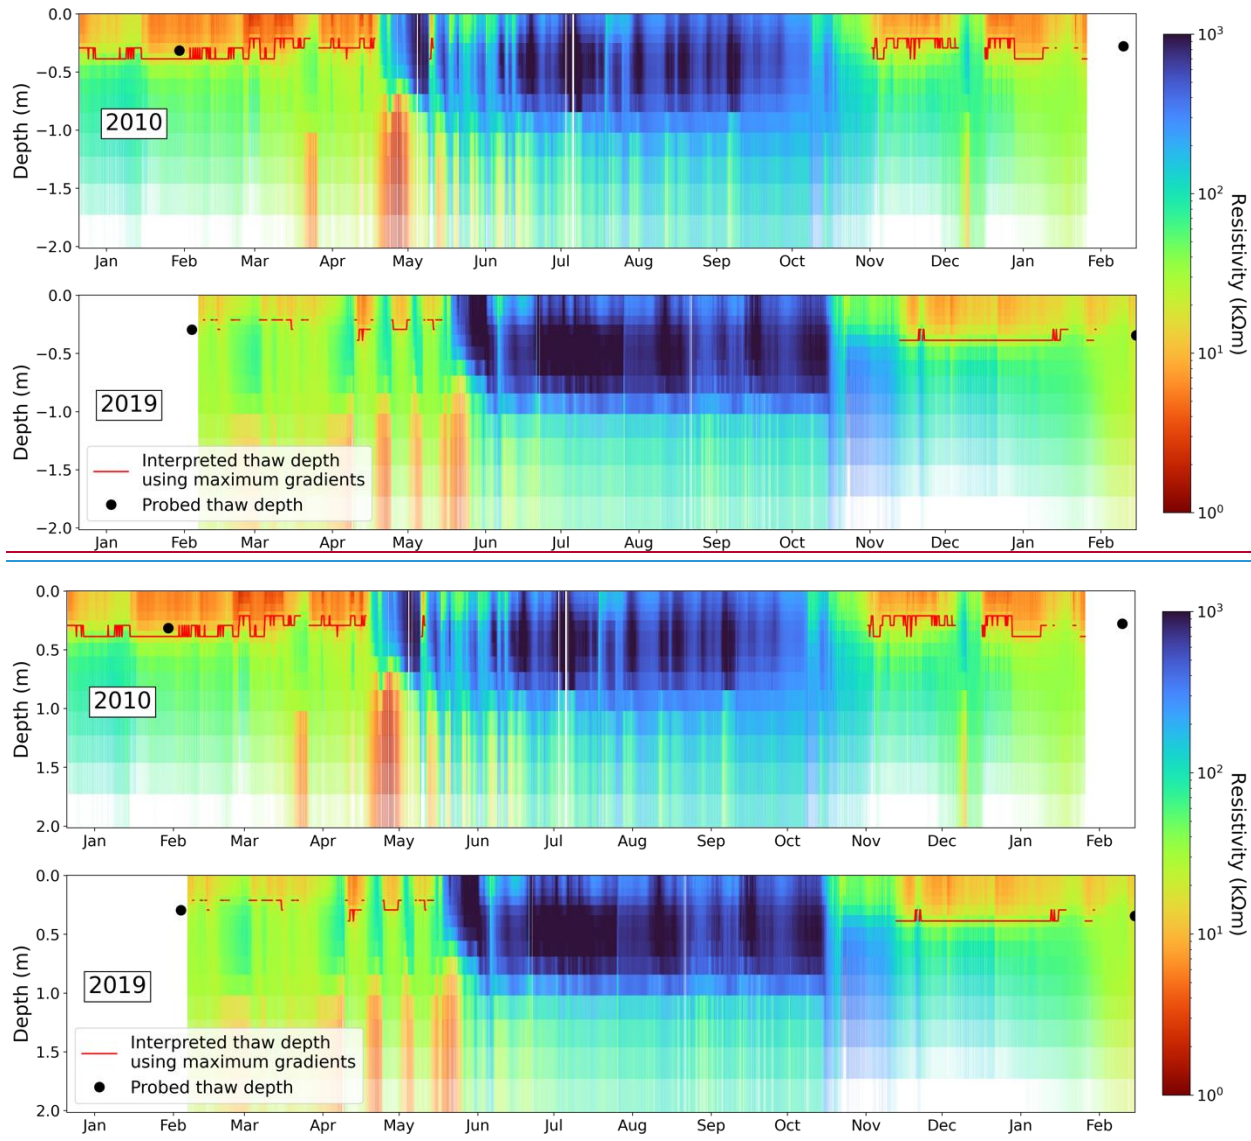 0.0
−0.5
−1.0
−1.5
−2.0
Depth (m)
2010
Jan Feb Mar Apr May Jun Jul Aug Sep Oct Nov Dec Jan Feb
0.0
−0.5
−1.0
−1.5
−2.0
Depth (m)
2019
Interpreted thaw depth
using maximum gradients
Probed thaw depth
Jan Feb Mar Apr May Jun Jul Aug Sep Oct Nov Dec Jan Feb
10³
10²
10¹
10⁰
Resistivity (kΩm)
0.0
0.5
1.0
1.5
2.0
Depth (m)
2010
Jan Feb Mar Apr May Jun Jul Aug Sep Oct Nov Dec Jan Feb
0.0
0.5
1.0
1.5
2.0
Depth (m)
2019
Interpreted thaw depth
using maximum gradients
Probed thaw depth
Jan Feb Mar Apr May Jun Jul Aug Sep Oct Nov Dec Jan Feb
10³
10²
10¹
10⁰
Resistivity (kΩm)